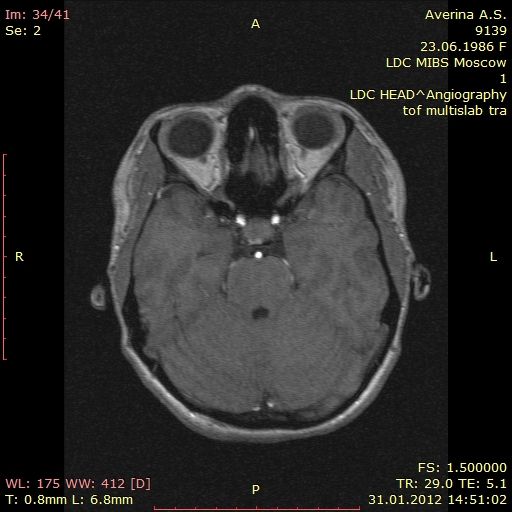 Im: 34/41
Se: 2
A
Averina A.S.
9139
23.06.1986 F
LDC MIBS Moscow
1
LDC HEAD^Angiography
tof multislab tra
R
L
WL: 175 WW: 412 [D]
T: 0.8mm L: 6.8mm
P
FS: 1.500000
TR: 29.0 TE: 5.1
31.01.2012 14:51:02